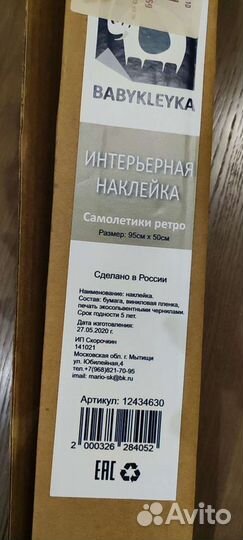 BABYKLEYKA
ИНТЕРЬЕРНАЯ
НАКЛЕЙКА
Самолетики ретро
Размер: 95см х 50см
Сделано в России
Наименование: наклейка.
Состав: бумага, виниловая пленка,
печать экосольвентными чернилами.
Срок годности 5 лет.
Дата изготовления:
27.05.2020 г.
ИП Скорочкин
141021
Московская обл. г. Мытищи
ул. Юбилейная,4
тел.+7(968)821-70-95
imail: mario-sk@bk.ru
Артикул: 12434630
2 000326 284052
EAC
Avito